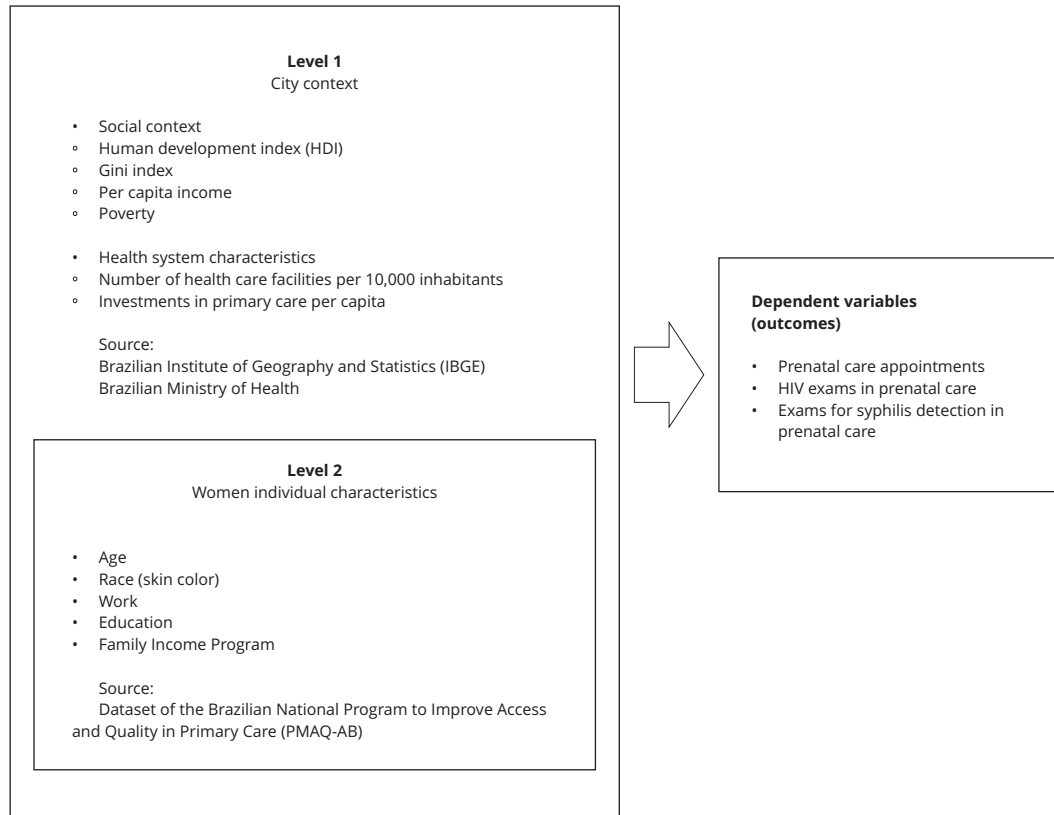 Level 1
City context
• Social context
◦ Human development index (HDI)
◦ Gini index
◦ Per capita income
◦ Poverty
• Health system characteristics
◦ Number of health care facilities per 10,000 inhabitants
◦ Investments in primary care per capita
Source:
Brazilian Institute of Geography and Statistics (IBGE)
Brazilian Ministry of Health
Level 2
Women individual characteristics
• Age
• Race (skin color)
• Work
• Education
• Family Income Program
Source:
Dataset of the Brazilian National Program to Improve Access
and Quality in Primary Care (PMAQ-AB)
Dependent variables
(outcomes)
• Prenatal care appointments
• HIV exams in prenatal care
• Exams for syphilis detection in
prenatal care